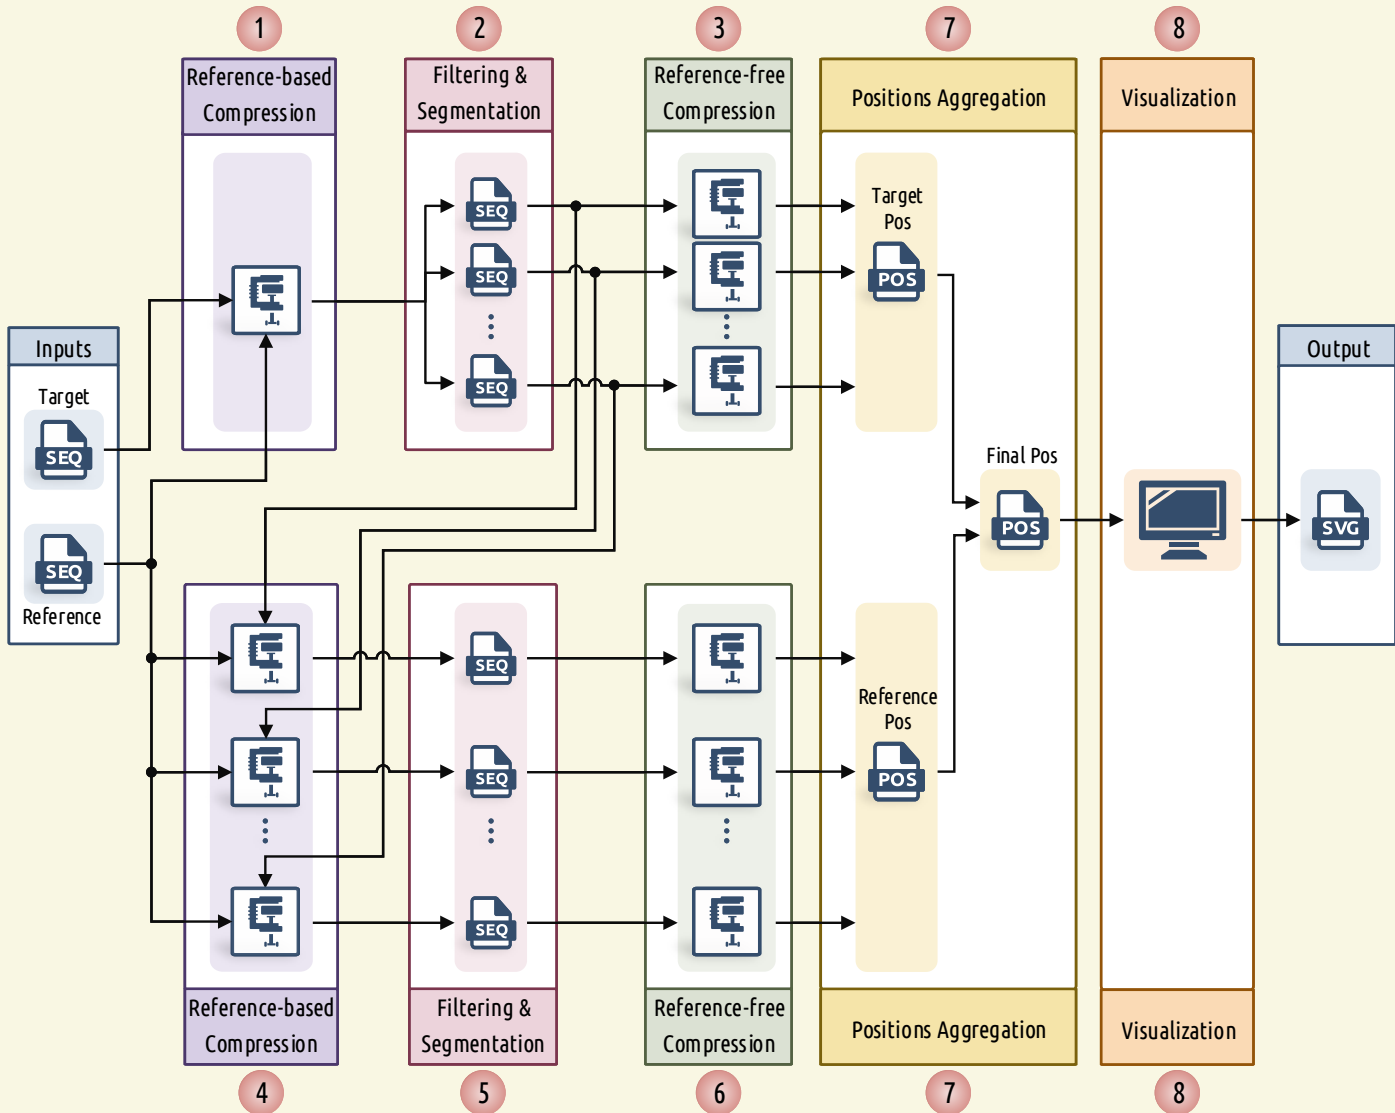 1
2
3
7
8
Reference-based
Compression
Filtering &
Segmentation
Reference-free
Compression
Positions Aggregation
Visualization
Inputs
Target
SEQ
SEQ
Reference
SEQ
SEQ
SEQ
Target
Pos
POS
Final Pos
POS
Output
SVG
SEQ
SEQ
SEQ
Reference
Pos
POS
Reference-based
Compression
Filtering &
Segmentation
Reference-free
Compression
Positions Aggregation
Visualization
4
5
6
7
8